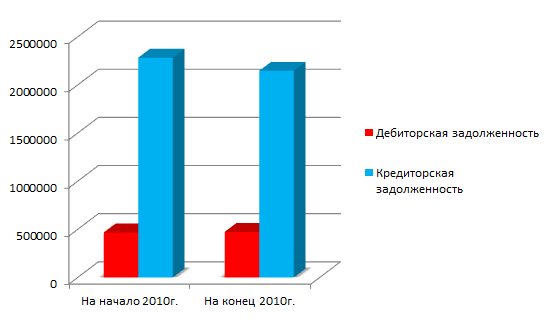 2500000
2000000
1500000
1000000
500000
0
На начало 2010г.
На конец 2010г.
Дебиторская задолженность
Кредиторская
задолженность